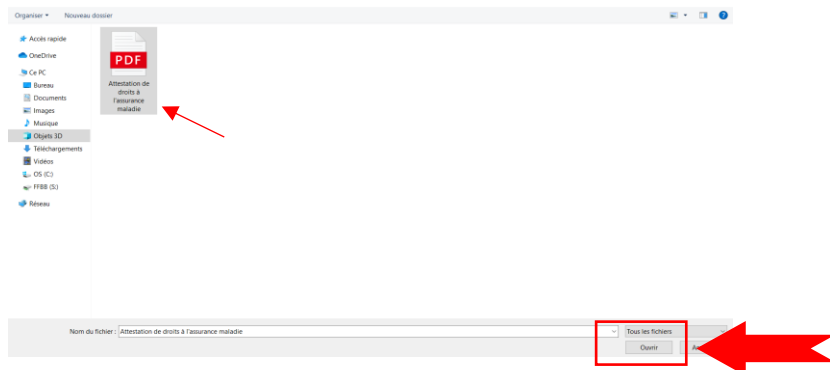 Organiser Nouveau dossier
Accès rapide
OneDrive
Ce PC
Bureau
Documents
Images
Musique
Objets 3D
Téléchargements
Vidéos
OS (C:)
FFBB (S:)
Réseau
PDF
Attestation de
droits à
l'assurance
maladie
Nom du fichier : Attestation de droits à l'assurance maladie
Tous les fichiers
Ouvrir